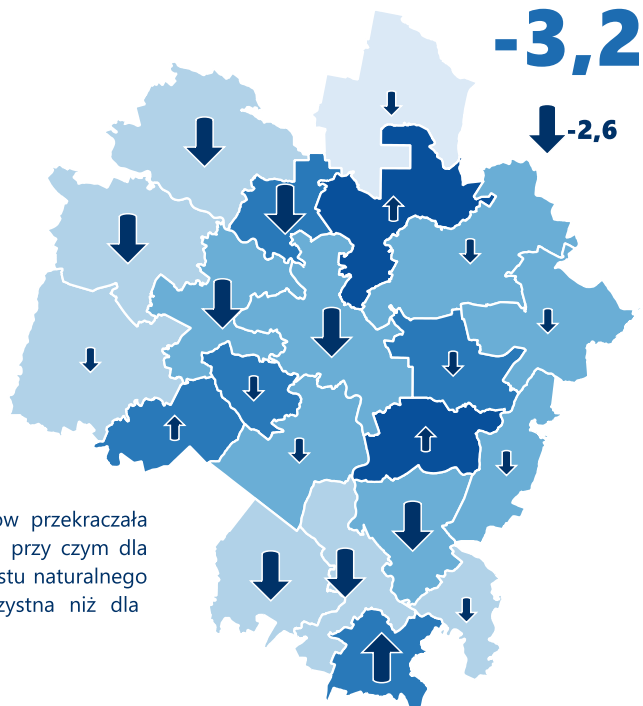 -3,2
-2,6
ów przekraczała
przy czym dla
stu naturalnego
zystna niż dla